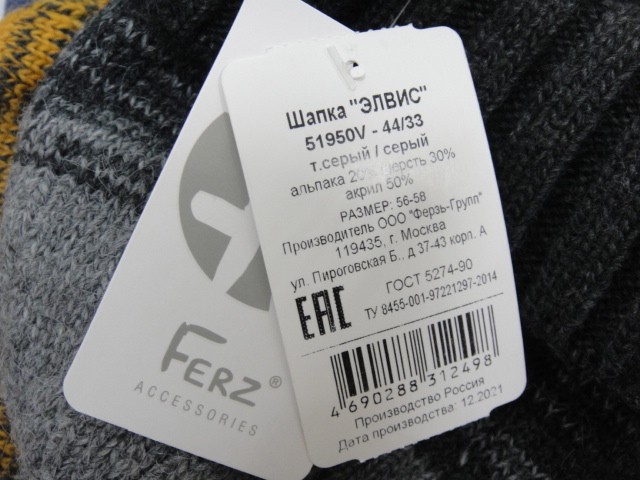 Шапка "ЭЛВИС"
51950V - 44/33
т.серый / серый
альпака 20% шерсть 30%
акрил 50%
РАЗМЕР: 56-58
Производитель ООО "Ферзь-Групп"
119435, г. Москва
ул. Пироговская Б., д 37-43 корп. А
EAC
ГОСТ 5274-90
ТУ 8455-001-97221297-2014
4 690288 312498
Производство Россия
Дата производства: 12.2021
FERZ®
ACCESSORIES